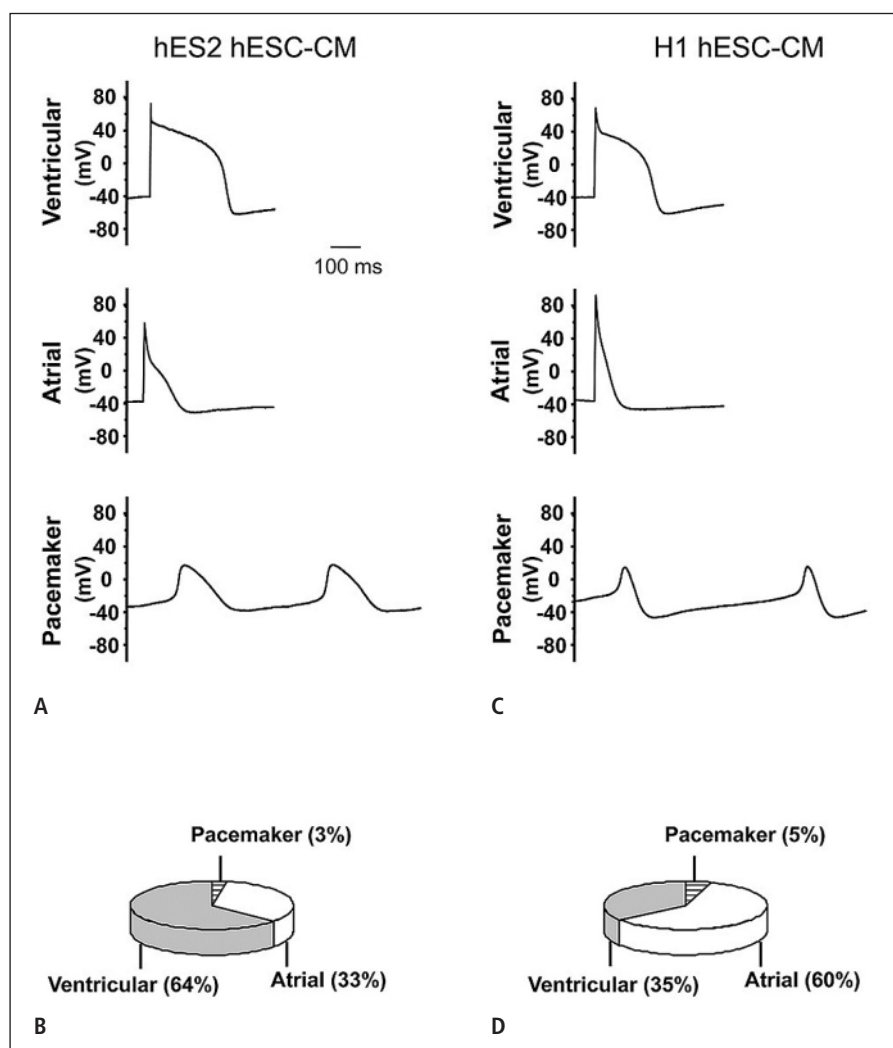 hES2 hESC-CM
H1 hESC-CM
Ventricular
(mV)
80
40
0
-40
-80
100 ms
Ventricular
(mV)
80
40
0
-40
-80
Atrial
(mV)
80
40
0
-40
-80
Atrial
(mV)
80
40
0
-40
-80
Pacemaker
(mV)
80
40
0
-40
-80
Pacemaker
(mV)
80
40
0
-40
-80
A
C
Pacemaker (3%)
Ventricular (64%)
Atrial (33%)
Pacemaker (5%)
Ventricular (35%)
Atrial (60%)
B
D